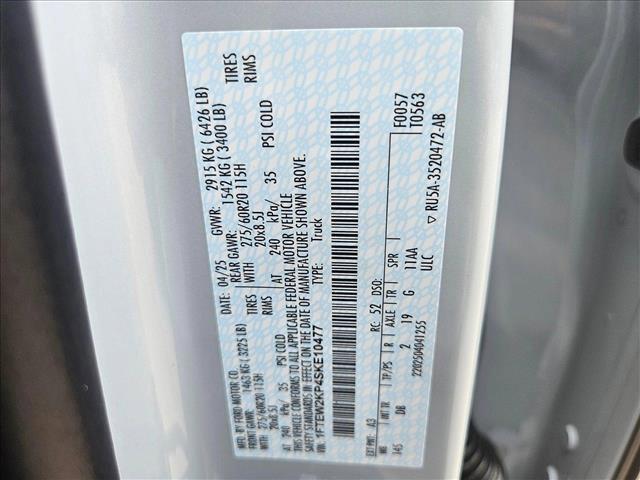 MFD. BY FORD MOTOR CO.
DATE: 04/25 GVWR: 2915 KG ( 6426 LB)
FRONT GAWR: 1463 KG ( 3225 LB) REAR GAWR: 1542 KG ( 3400 LB)
275/60R20 115H TIRES WITH 275/60R20 115H TIRES
20x8.5J RIMS 20x8.5J RIMS
AT 240 kPa/ 35 PSI COLD AT 240 kPa/ 35 PSI COLD
THIS VEHICLE CONFORMS TO ALL APPLICABLE FEDERAL MOTOR VEHICLE
SAFETY STANDARDS IN EFFECT ON THE DATE OF MANUFACTURE SHOWN ABOVE.
VIN: 1FTEW2KP4SKE10477 TYPE: Truck
F0057
T0563
EXT PNT: A3 RC: 52 DSO:
WB INT TR TP/PS R AXLE TR SPR
145 DB 2 19 G 11AA
ULC
2202504041255
▽ RU5A-3520472-AB